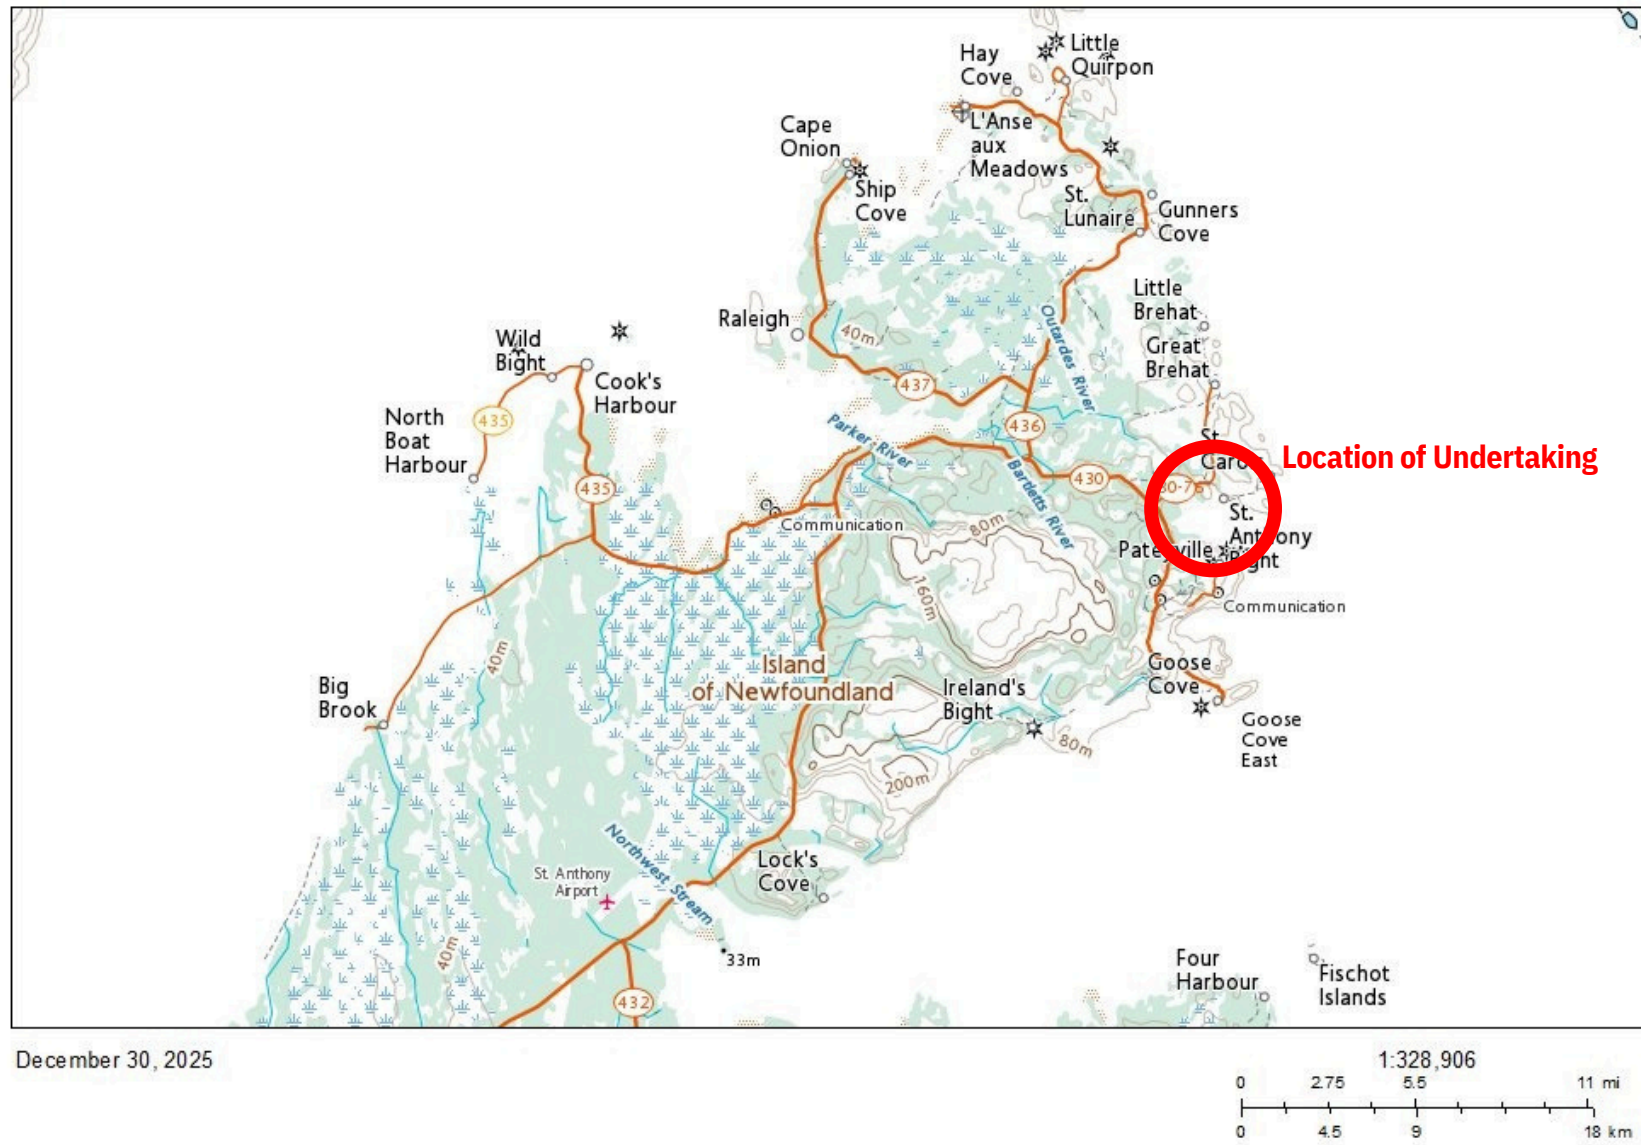 Little
Quirpon
Hay
Cove
L'Anse
aux
Meadows
Cape
Onion
Ship
Cove
St.
Lunaire
Gunners
Cove
Little
Brehat
Great
Brehat
Raleigh
40m
Outardes River
437
436
Wild
Bight
Cook's
Harbour
435
North
Boat
Harbour
435
Parker River
Bartletts River
430
St.
Location of Undertaking
St.
Anthony
Communication
80m
160m
Communication
Island
of Newfoundland
40m
Big
Brook
Ireland's
Bight
Goose
Cove
Goose
Cove
East
80m
200m
Northwest Stream
Lock's
Cove
St. Anthony
Airport
40m
33m
432
Four
Harbour
Fischot
Islands
December 30, 2025
1:328,906
0 2.75 5.5 11 mi
0 4.5 9 18 km